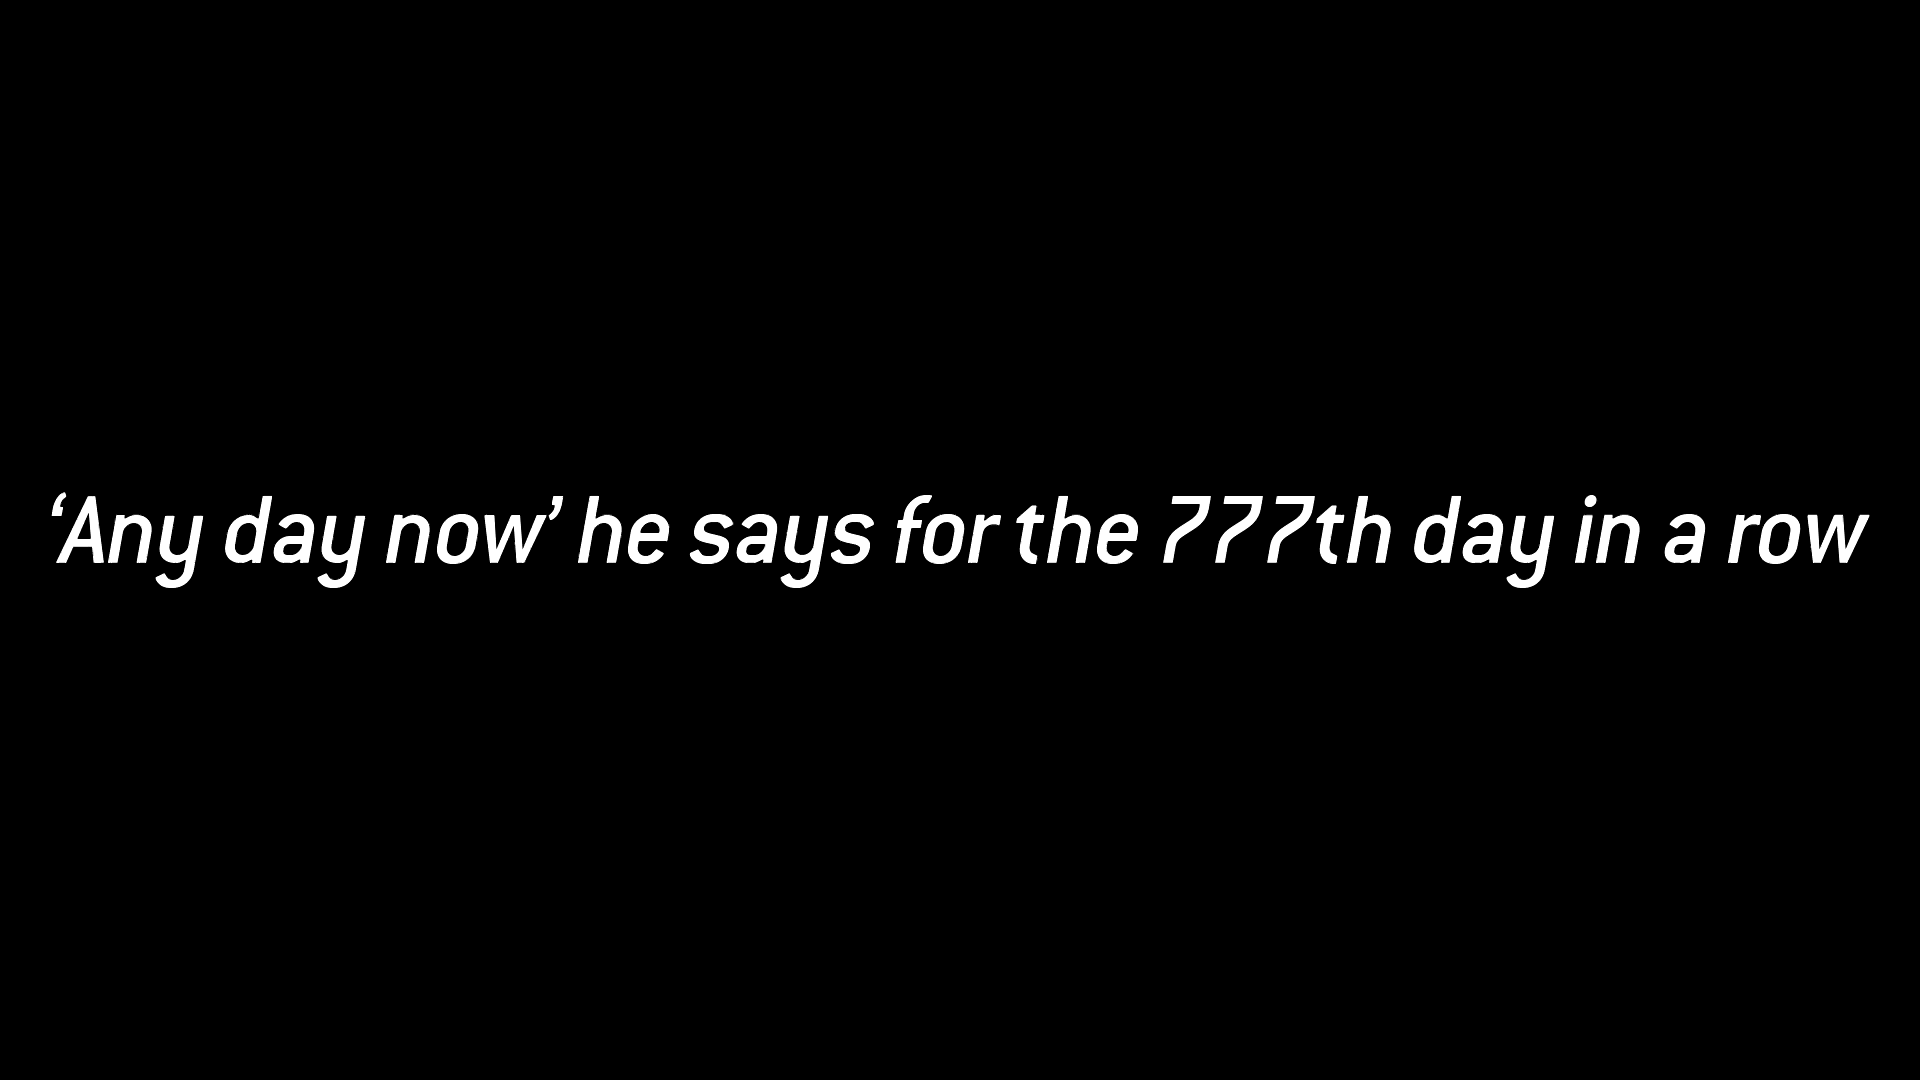 ‘Any day now’ he says for the 777th day in a row